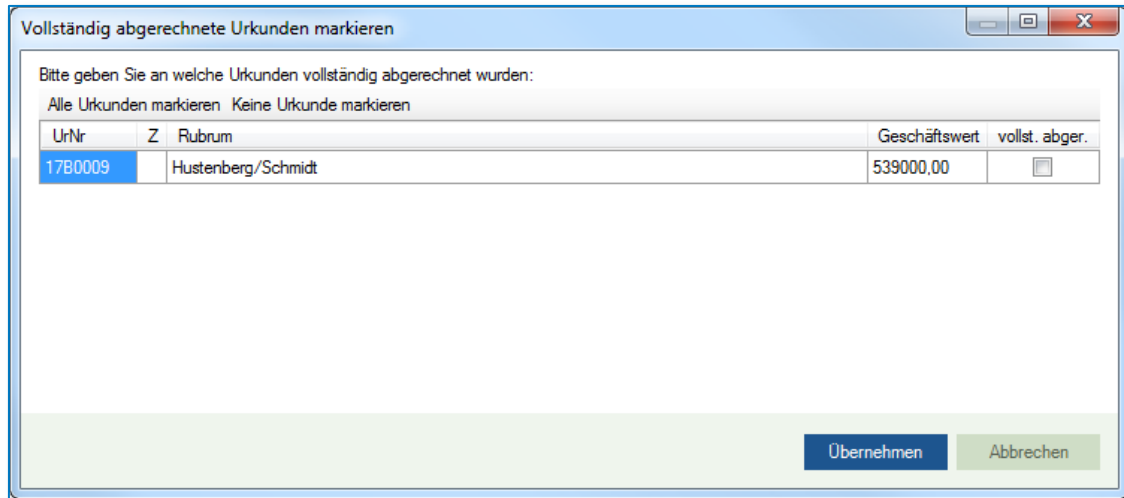 Vollständig abgerechnete Urkunden markieren
Bitte geben Sie an welche Urkunden vollständig abgerechnet wurden:
Alle Urkunden markieren Keine Urkunde markieren
UrNr Z Rubrum Geschäftswert vollst. abger.
17B0009 Hustenberg/Schmidt 539000,00
Übernehmen Abbrechen